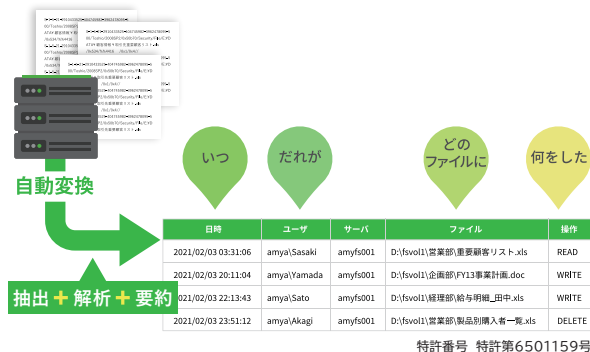 いつ
だれが
どの
ファイルに
何をした
自動変換
抽出+解析+要約
日時 ユーザ サーバ ファイル 操作
2021/02/03 03:31:06 amya\Sasaki amyfs001 D:\fsvol1\営業部\重要顧客リスト.xls READ
2021/02/03 20:11:04 amya\Yamada amyfs001 D:\fsvol1\企画部\FY13事業計画.doc WRITE
2021/02/03 22:13:43 amya\Sato amyfs001 D:\fsvol1\経理部\給与明細_田中.xls WRITE
2021/02/03 23:51:12 amya\Akagi amyfs001 D:\fsvol1\営業部\製品別購入者一覧.xls DELETE
特許番号 特許第6501159号